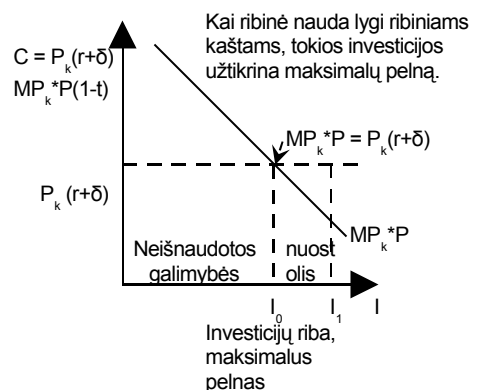 Kai ribinė nauda lygi ribiniams
kaštams, tokios investicijos
užtikrina maksimalų pelną.
C = Pk(r+δ)
MPk*P(1-t)
MPk*P = Pk(r+δ)
Pk (r+δ)
MPk*P
Neišnaudotos
galimybės
nuost
olis
I0
I1
I
Investicijų riba,
maksimalus
pelnas